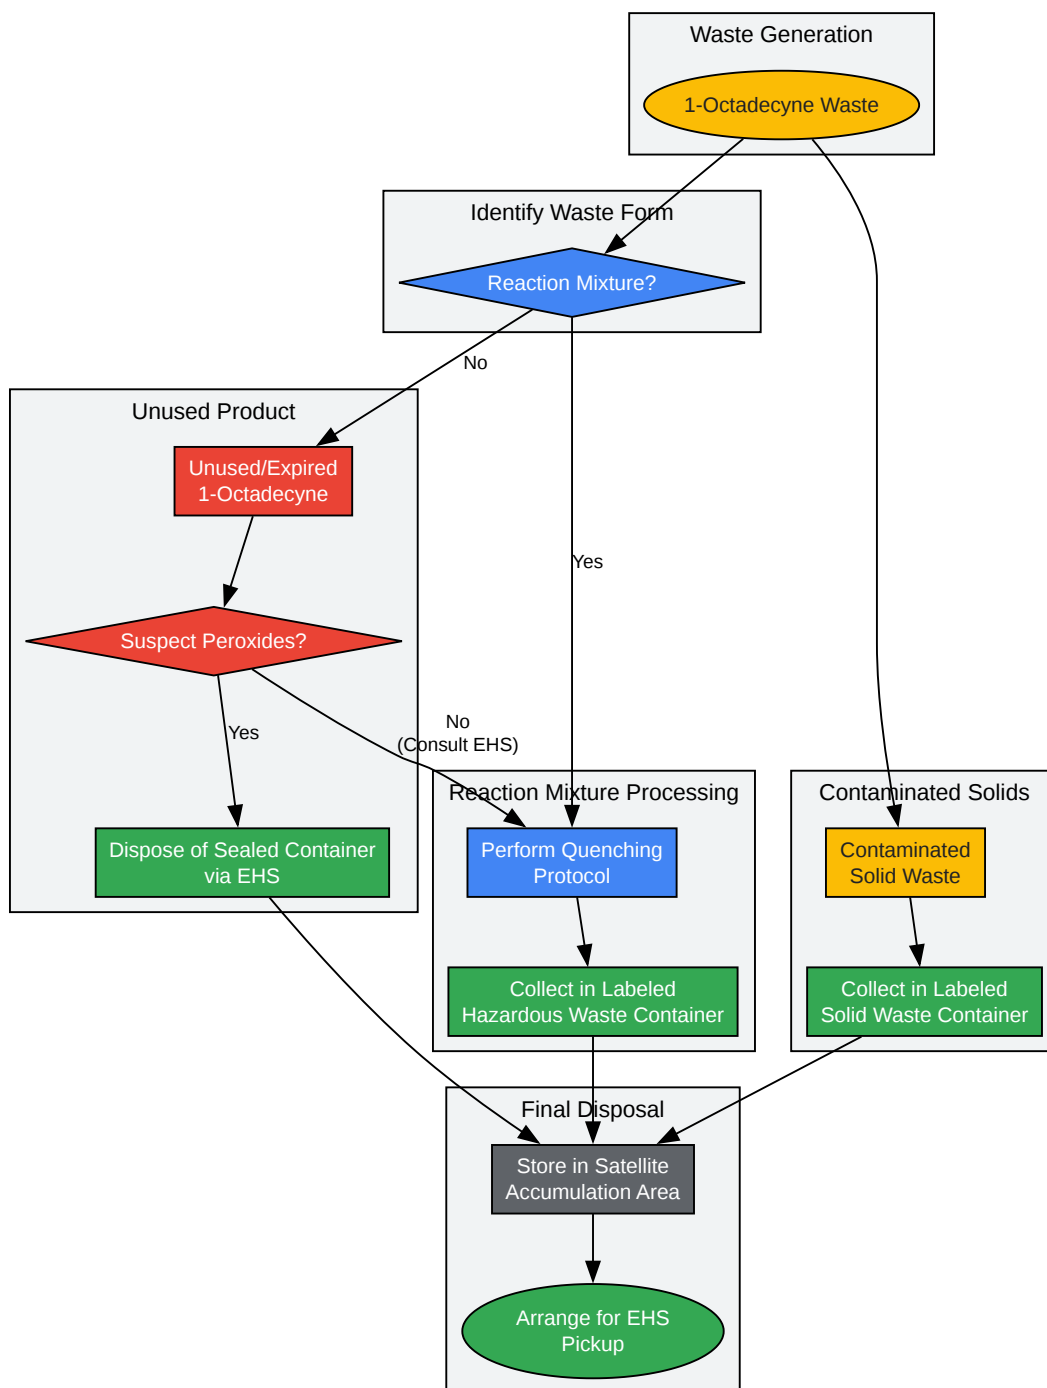 Waste Generation
1-Octadecyne Waste
Identify Waste Form
Reaction Mixture?
No
Unused Product
Unused/Expired
1-Octadecyne
Yes
Suspect Peroxides?
Yes
No
(Consult EHS)
Reaction Mixture Processing
Contaminated Solids
Dispose of Sealed Container
via EHS
Perform Quenching
Protocol
Contaminated
Solid Waste
Collect in Labeled
Hazardous Waste Container
Collect in Labeled
Solid Waste Container
Final Disposal
Store in Satellite
Accumulation Area
Arrange for EHS
Pickup